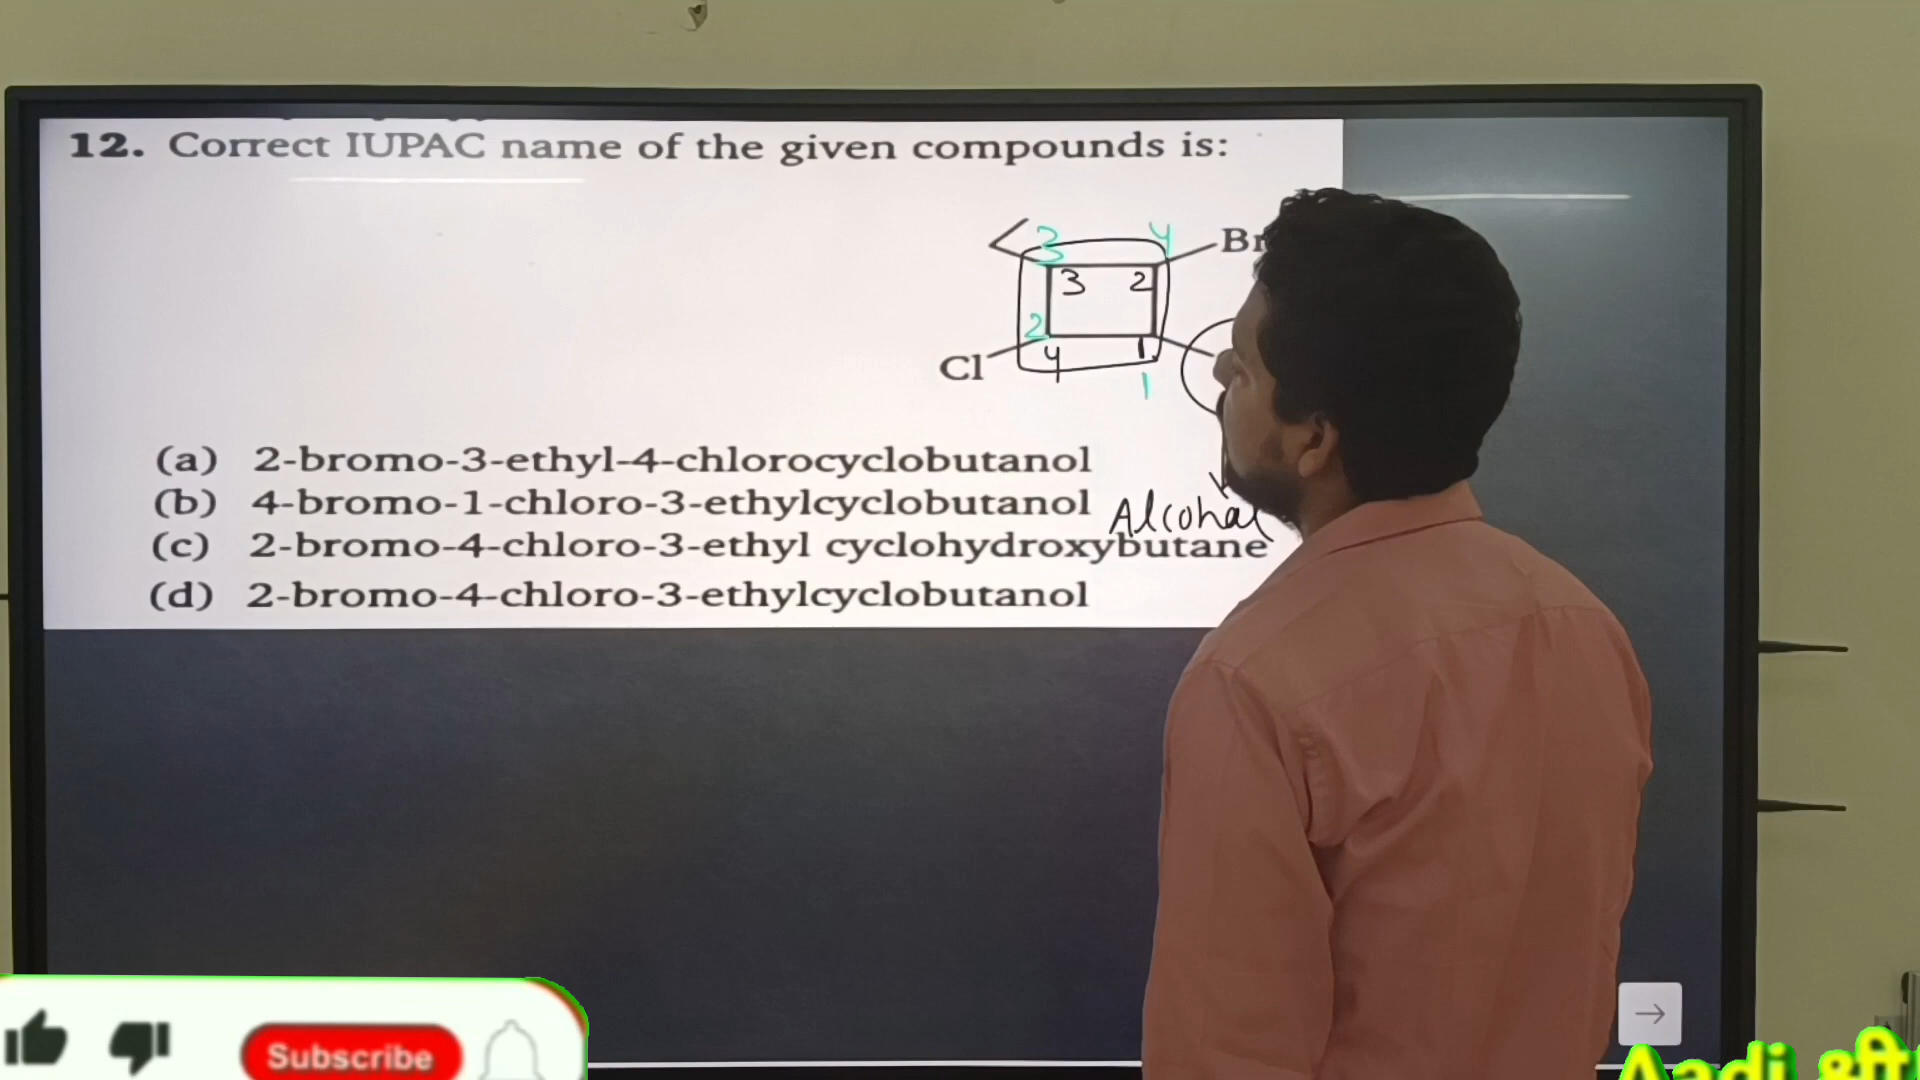 12. Correct IUPAC name of the given compounds is:
3 4 Br
3 2
2
Cl 4 1
1
(a) 2-bromo-3-ethyl-4-chlorocyclobutanol
(b) 4-bromo-1-chloro-3-ethylcyclobutanol
Alcohal
(c) 2-bromo-4-chloro-3-ethyl cyclohydroxybutane
(d) 2-bromo-4-chloro-3-ethylcyclobutanol
Subscribe
Aadi